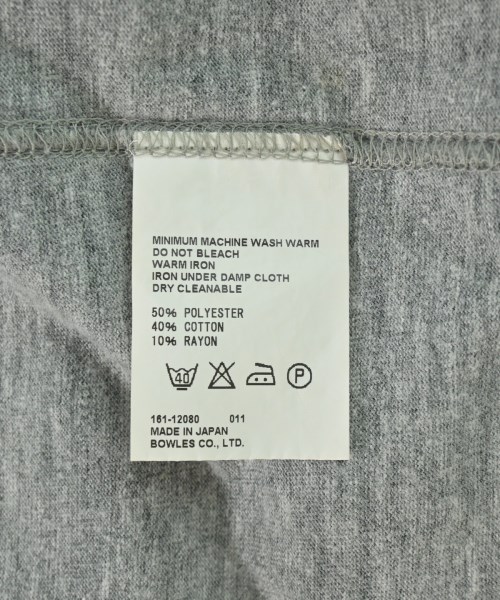 MINIMUM MACHINE WASH WARM
DO NOT BLEACH
WARM IRON
IRON UNDER DAMP CLOTH
DRY CLEANABLE
50% POLYESTER
40% COTTON
10% RAYON
40 P
161-12080 011
MADE IN JAPAN
BOWLES CO., LTD.